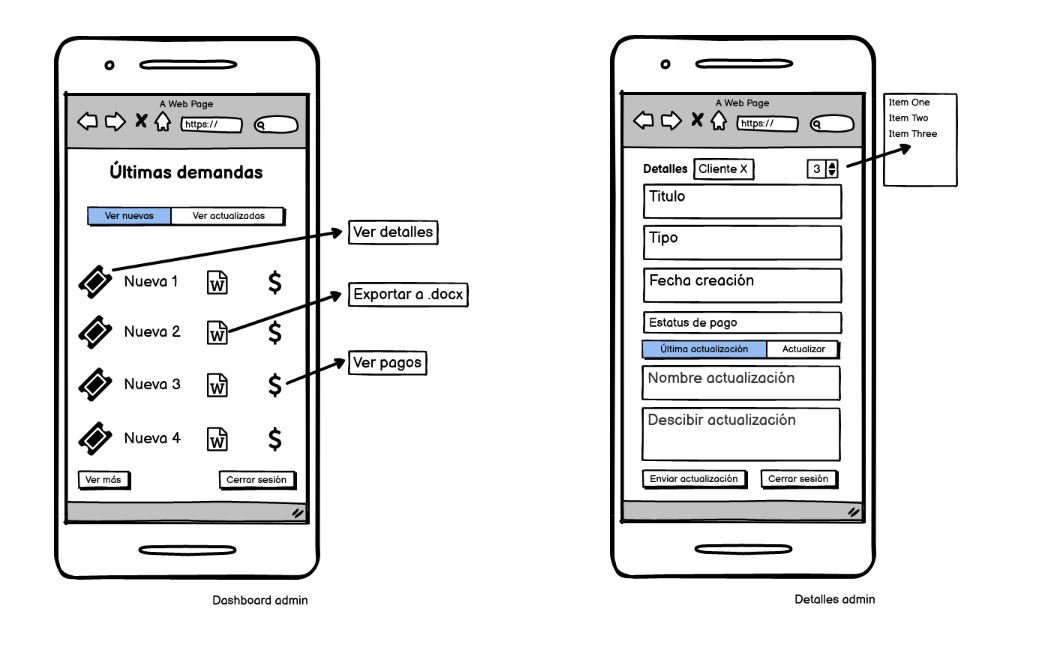 A Web Page
https://
Últimas demandas
Ver nuevas
Ver actualizadas
Ver detalles
Nueva 1
W
$
Exportar a .docx
Nueva 2
W
$
Ver pagos
Nueva 3
W
$
Nueva 4
W
$
Ver más
Cerrar sesión
Dashboard admin
A Web Page
https://
Item One
Item Two
Item Three
Detalles
Cliente X
3
Titulo
Tipo
Fecha creación
Estatus de pago
Última actualización
Actualizar
Nombre actualización
Descibir actualización
Enviar actualización
Cerrar sesión
Detalles admin